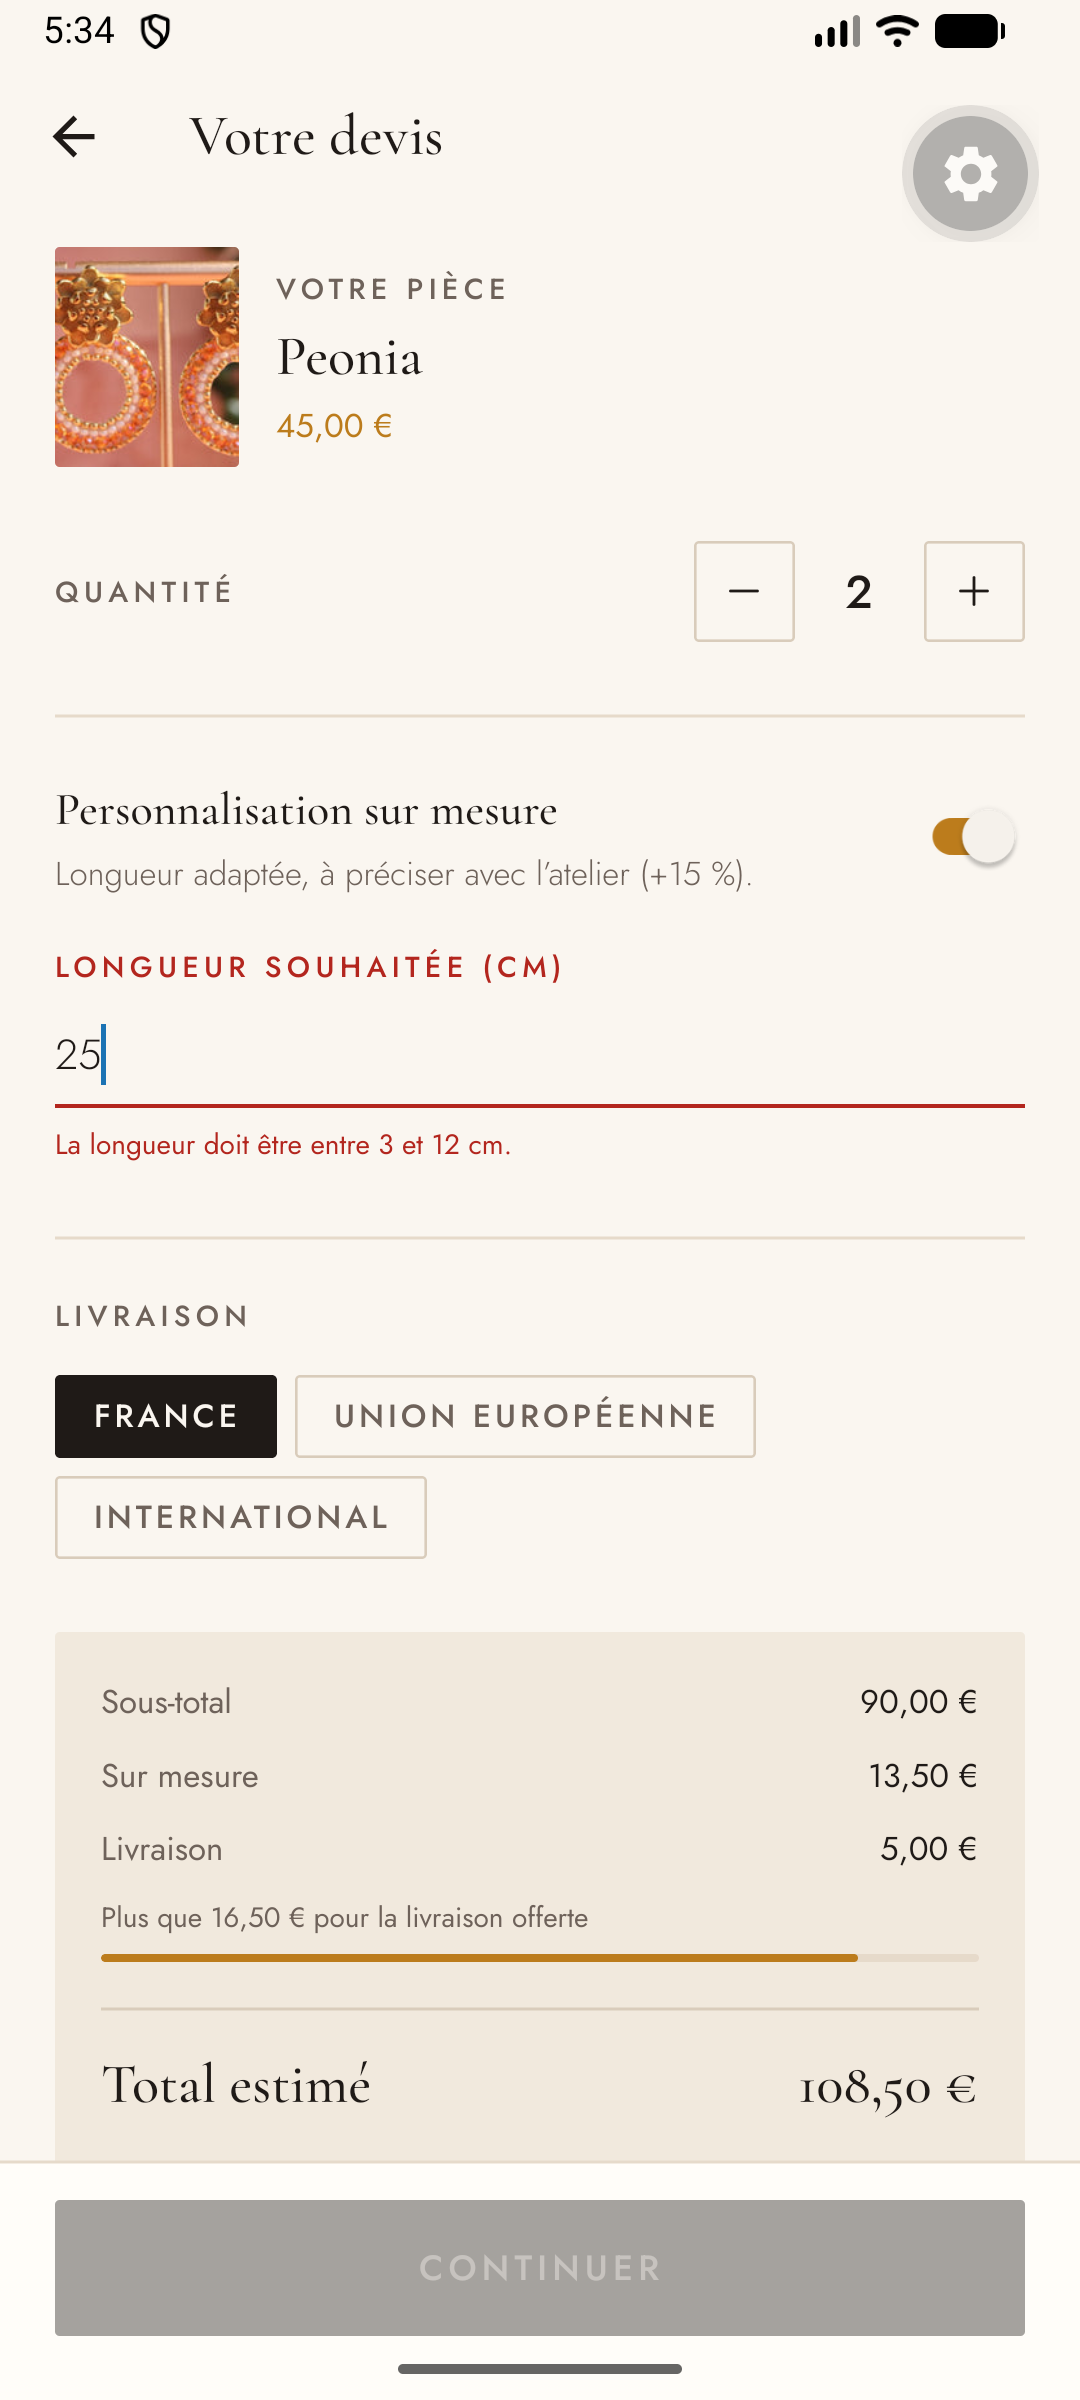 5:34
Votre devis
VOTRE PIÈCE
Peonia
45,00 €
QUANTITÉ
2
Personnalisation sur mesure
Longueur adaptée, à préciser avec l’atelier (+15 %).
LONGUEUR SOUHAITÉE (CM)
25
La longueur doit être entre 3 et 12 cm.
LIVRAISON
FRANCE
UNION EUROPÉENNE
INTERNATIONAL
Sous-total 90,00 €
Sur mesure 13,50 €
Livraison 5,00 €
Plus que 16,50 € pour la livraison offerte
Total estimé 108,50 €
CONTINUER